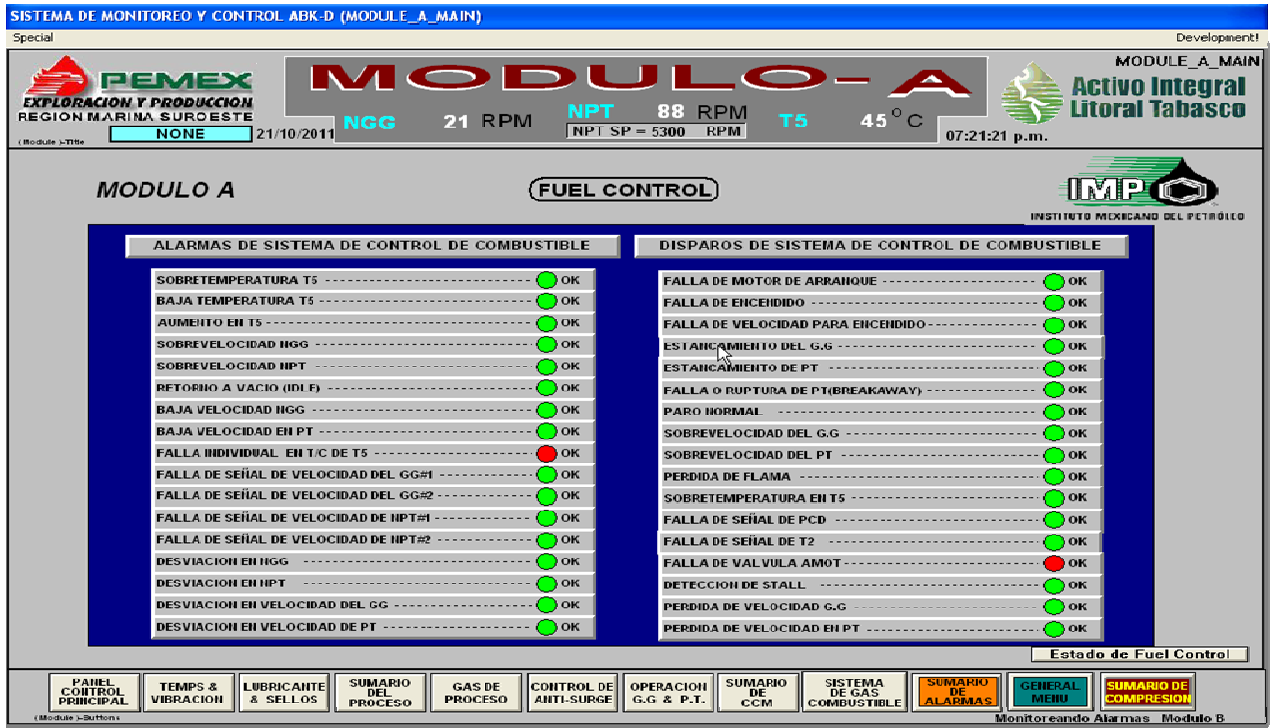 SISTEMA DE MONITOREO Y CONTROL ABK-D (MODULE_A_MAIN)
Special Development!
PEMEX
EXPLORACION Y PRODUCCION
REGION MARINA SUROESTE
NONE 21/10/2011
(Module )-Title
MODULO-A
NGG 21 RPM NPT 88 RPM T5 45 °C
NPT SP = 5300 RPM
MODULE_A_MAIN
Activo Integral
Litoral Tabasco
07:21:21 p.m.
MODULO A
FUEL CONTROL
IMP
INSTITUTO MEXICANO DEL PETRÓLEO
ALARMAS DE SISTEMA DE CONTROL DE COMBUSTIBLE
SOBRETEMPERATURA T5 OK
BAJA TEMPERATURA T5 OK
AUMENTO EN T5 OK
SOBREVELOCIDAD NGG OK
SOBREVELOCIDAD NPT OK
RETORNO A VACIO (IDLE) OK
BAJA VELOCIDAD NGG OK
BAJA VELOCIDAD EN PT OK
FALLA INDIVIDUAL EN T/C DE T5 OK
FALLA DE SEÑAL DE VELOCIDAD DEL GG#1 OK
FALLA DE SEÑAL DE VELOCIDAD DEL GG#2 OK
FALLA DE SEÑAL DE VELOCIDAD DE NPT#1 OK
FALLA DE SEÑAL DE VELOCIDAD DE NPT#2 OK
DESVIACION EN NGG OK
DESVIACION EN NPT OK
DESVIACION EN VELOCIDAD DEL GG OK
DESVIACION EN VELOCIDAD DE PT OK
DISPAROS DE SISTEMA DE CONTROL DE COMBUSTIBLE
FALLA DE MOTOR DE ARRANQUE OK
FALLA DE ENCENDIDO OK
FALLA DE VELOCIDAD PARA ENCENDIDO OK
ESTANCAMIENTO DEL G.G OK
ESTANCAMIENTO DE PT OK
FALLA O RUPTURA DE PT(BREAKAWAY) OK
PARO NORMAL OK
SOBREVELOCIDAD DEL G.G OK
SOBREVELOCIDAD DEL PT OK
PERDIDA DE FLAMA OK
SOBRETEMPERATURA EN T5 OK
FALLA DE SEÑAL DE PCD OK
FALLA DE SEÑAL DE T2 OK
FALLA DE VALVULA AMOT OK
DETECCION DE STALL OK
PERDIDA DE VELOCIDAD G.G OK
PERDIDA DE VELOCIDAD EN PT OK
Estado de Fuel Control
PANEL
CONTROL
PRINCIPAL
TEMPS &
VIBRACION
LUBRICANTE
& SELLOS
SUMARIO
DEL
PROCESO
GAS DE
PROCESO
CONTROL DE
ANTI-SURGE
OPERACION
G.G & P.T.
SUMARIO
DE
CCM
SISTEMA
DE GAS
COMBUSTIBLE
SUMARIO
DE
ALARMAS
GENERAL
MENU
SUMARIO DE
COMPRESION
(Module )-Buttons
Monitoreando Alarmas Modulo B